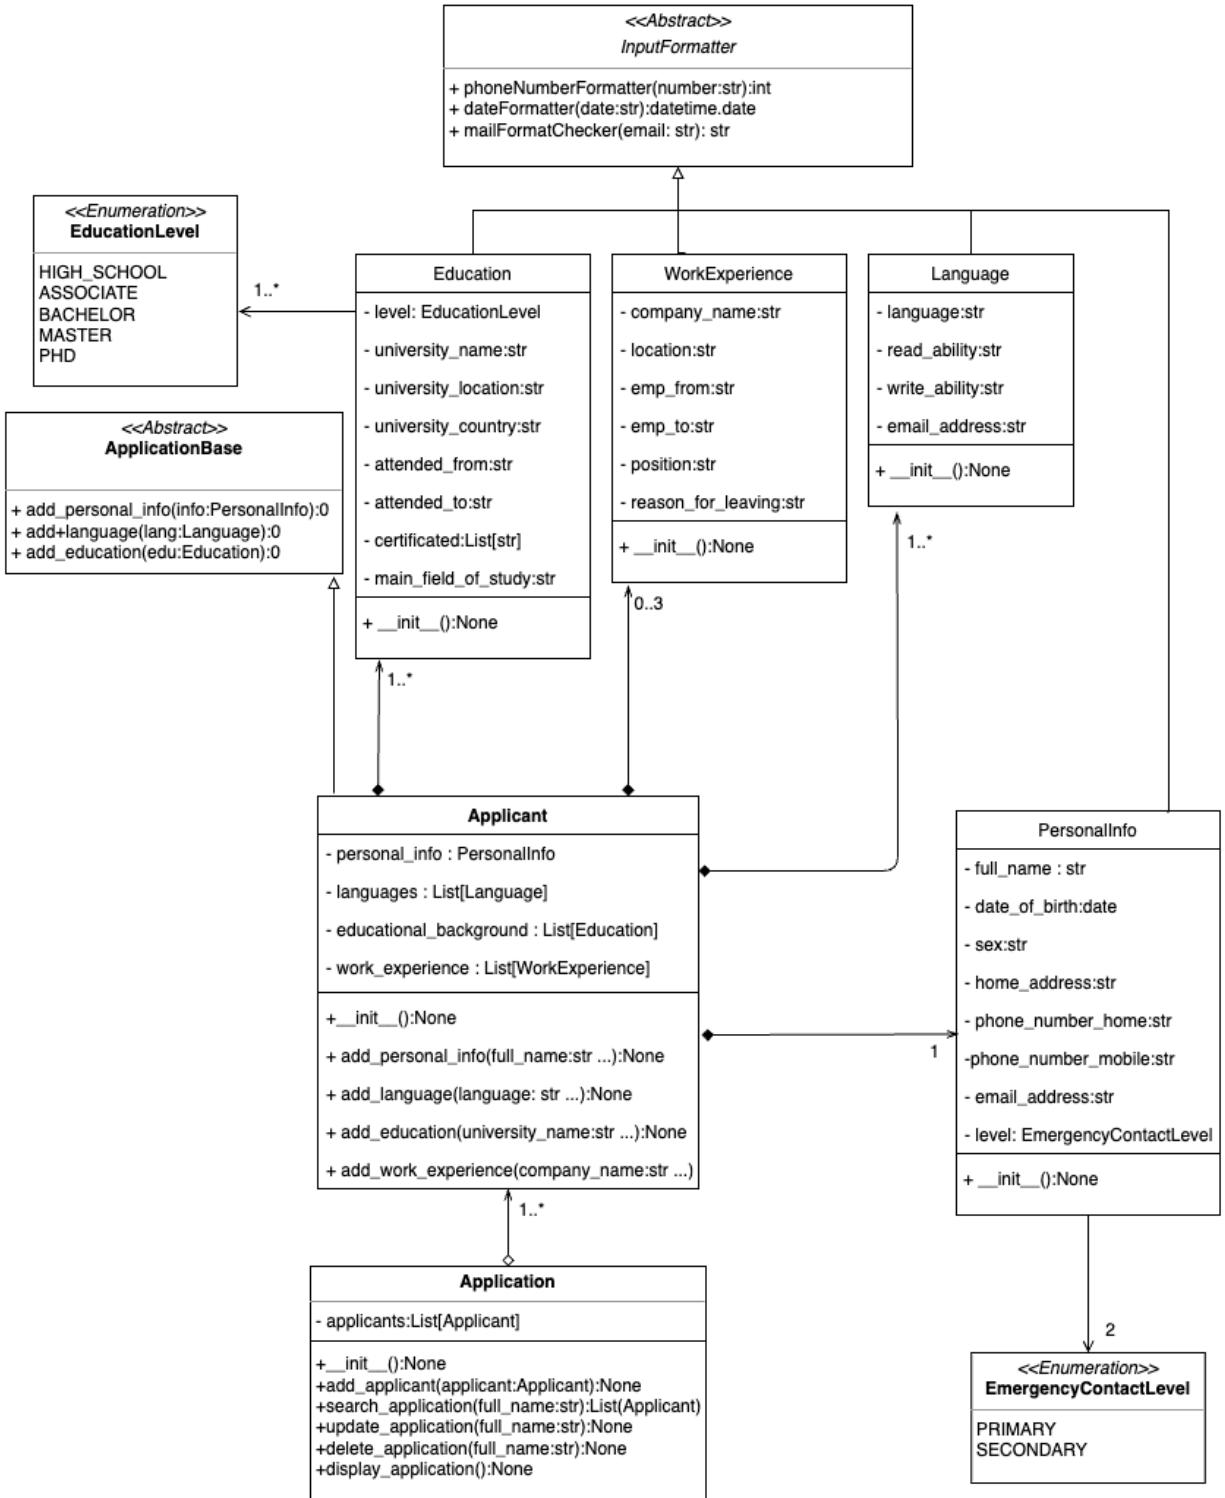 <<Abstract>>
InputFormatter
+ phoneNumberFormatter(number:str):int
+ dateFormatter(date:str):datetime.date
+ mailFormatChecker(email: str): str
<<Enumeration>>
EducationLevel
HIGH_SCHOOL
ASSOCIATE
BACHELOR
MASTER
PHD
1..*
Education
- level: EducationLevel
- university_name:str
- university_location:str
- university_country:str
- attended_from:str
- attended_to:str
- certificated:List[str]
- main_field_of_study:str
+ __init__():None
WorkExperience
- company_name:str
- location:str
- emp_from:str
- emp_to:str
- position:str
- reason_for_leaving:str
+ __init__():None
Language
- language:str
- read_ability:str
- write_ability:str
- email_address:str
+ __init__():None
<<Abstract>>
ApplicationBase
+ add_personal_info(info:PersonalInfo):0
+ add+language(lang:Language):0
+ add_education(edu:Education):0
1..*
0..3
1..*
Applicant
- personal_info : PersonalInfo
- languages : List[Language]
- educational_background : List[Education]
- work_experience : List[WorkExperience]
+__init__():None
+ add_personal_info(full_name:str ...):None
+ add_language(language: str ...):None
+ add_education(university_name:str ...):None
+ add_work_experience(company_name:str ...)
1
PersonalInfo
- full_name : str
- date_of_birth:date
- sex:str
- home_address:str
- phone_number_home:str
-phone_number_mobile:str
- email_address:str
- level: EmergencyContactLevel
+ __init__():None
1..*
Application
- applicants:List[Applicant]
+__init__():None
+add_applicant(applicant:Applicant):None
+search_application(full_name:str):List(Applicant)
+update_application(full_name:str):None
+delete_application(full_name:str):None
+display_application():None
2
<<Enumeration>>
EmergencyContactLevel
PRIMARY
SECONDARY